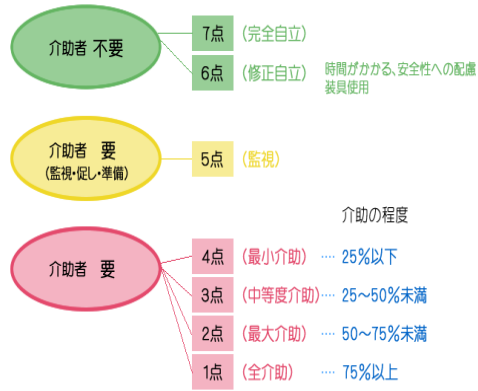 介助者 不要
7点 (完全自立)
6点 (修正自立) 時間がかかる、安全性への配慮
装具使用
介助者 要
(監視・促し・準備)
5点 (監視)
介助の程度
介助者 要
4点 (最小介助) ‥‥ 25%以下
3点 (中等度介助)‥‥ 25～50%未満
2点 (最大介助) ‥‥ 50～75%未満
1点 (全介助) ‥‥ 75%以上